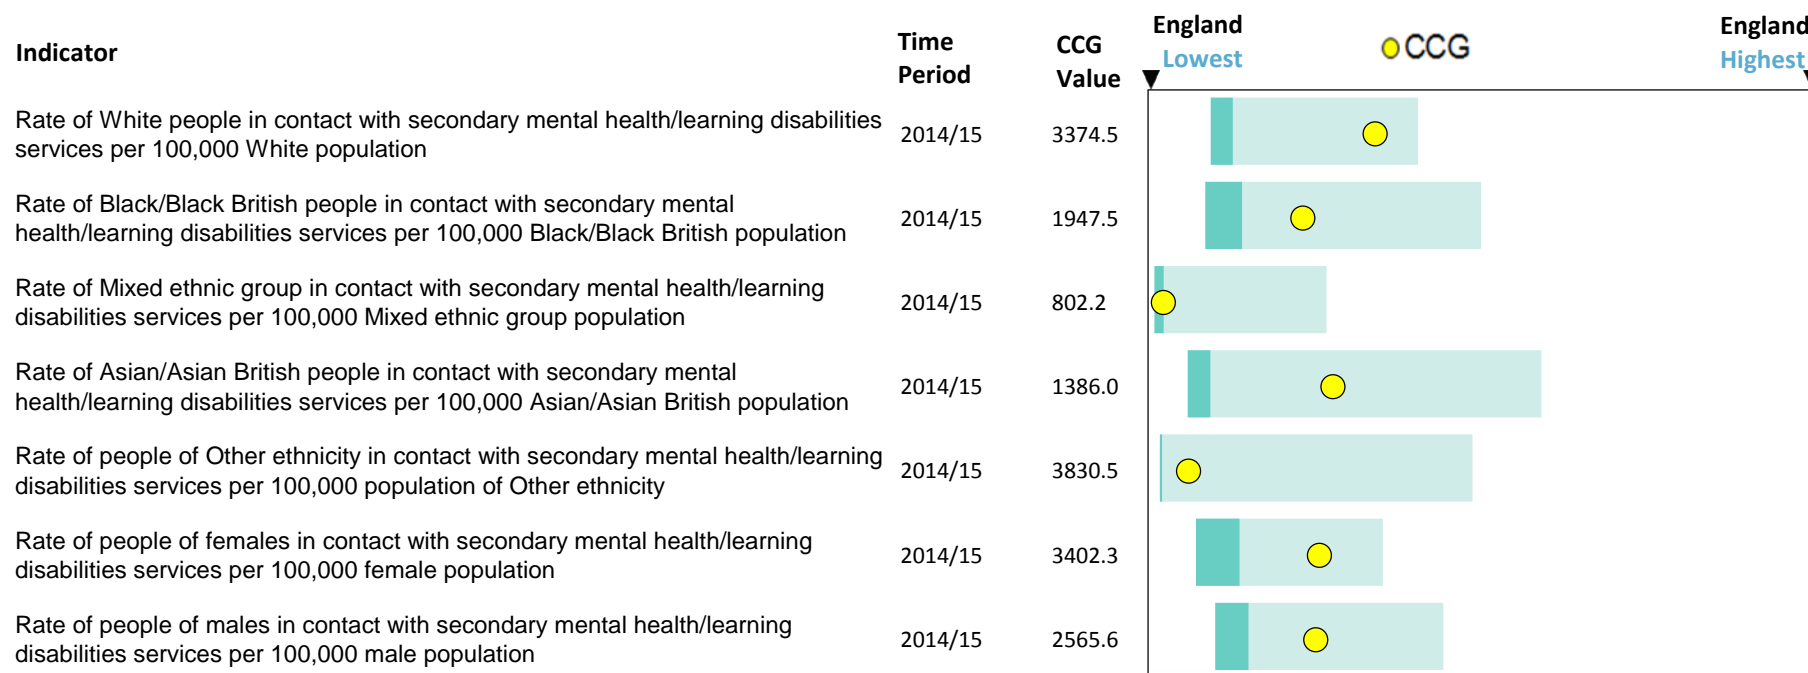 Indicator
Time
Period
CCG
Value
England
Lowest
CCG
England
Highest
Rate of White people in contact with secondary mental health/learning disabilities
services per 100,000 White population
2014/15
3374.5
Rate of Black/Black British people in contact with secondary mental
health/learning disabilities services per 100,000 Black/Black British population
2014/15
1947.5
Rate of Mixed ethnic group in contact with secondary mental health/learning
disabilities services per 100,000 Mixed ethnic group population
2014/15
802.2
Rate of Asian/Asian British people in contact with secondary mental
health/learning disabilities services per 100,000 Asian/Asian British population
2014/15
1386.0
Rate of people of Other ethnicity in contact with secondary mental health/learning
disabilities services per 100,000 population of Other ethnicity
2014/15
3830.5
Rate of people of females in contact with secondary mental health/learning
disabilities services per 100,000 female population
2014/15
3402.3
Rate of people of males in contact with secondary mental health/learning
disabilities services per 100,000 male population
2014/15
2565.6